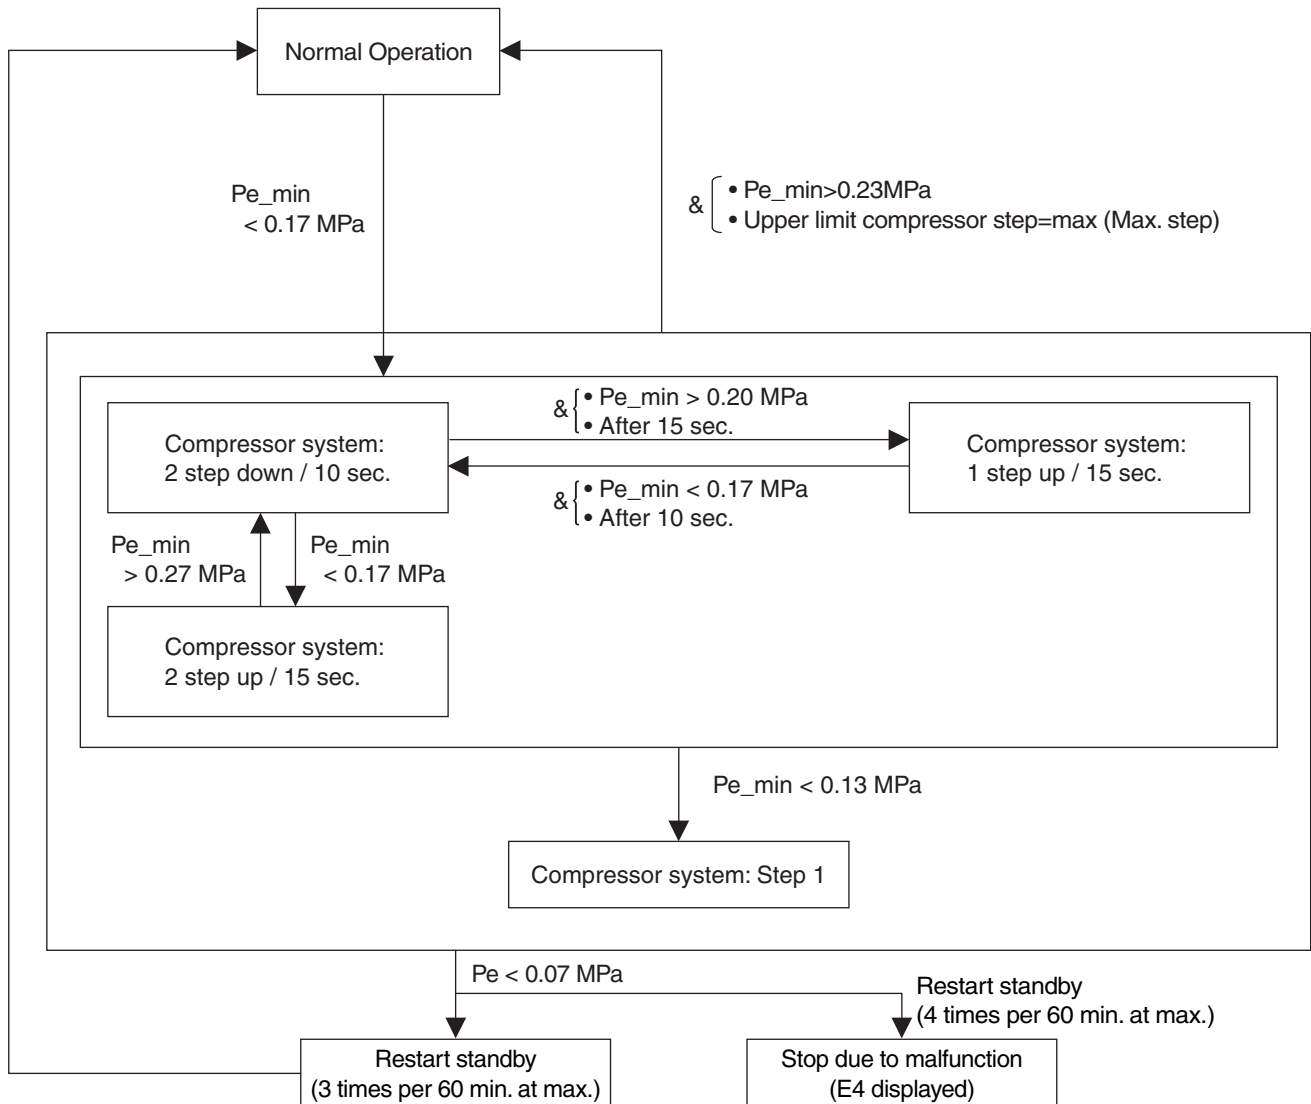 Normal Operation
Pe_min
< 0.17 MPa
&
• Pe_min>0.23MPa
• Upper limit compressor step=max (Max. step)
Compressor system:
2 step down / 10 sec.
&
• Pe_min > 0.20 MPa
• After 15 sec.
&
• Pe_min < 0.17 MPa
• After 10 sec.
Compressor system:
1 step up / 15 sec.
Pe_min
> 0.27 MPa
Pe_min
< 0.17 MPa
Compressor system:
2 step up / 15 sec.
Pe_min < 0.13 MPa
Compressor system: Step 1
Pe < 0.07 MPa
Restart standby
(4 times per 60 min. at max.)
Restart standby
(3 times per 60 min. at max.)
Stop due to malfunction
(E4 displayed)